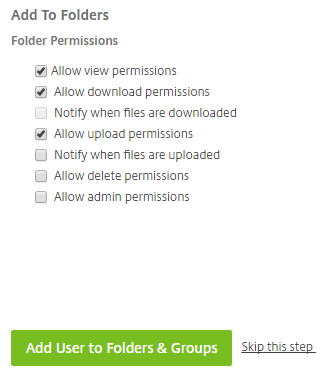 Add To Folders
Folder Permissions
Allow view permissions
Allow download permissions
Notify when files are downloaded
Allow upload permissions
Notify when files are uploaded
Allow delete permissions
Allow admin permissions
Add User to Folders & Groups Skip this step